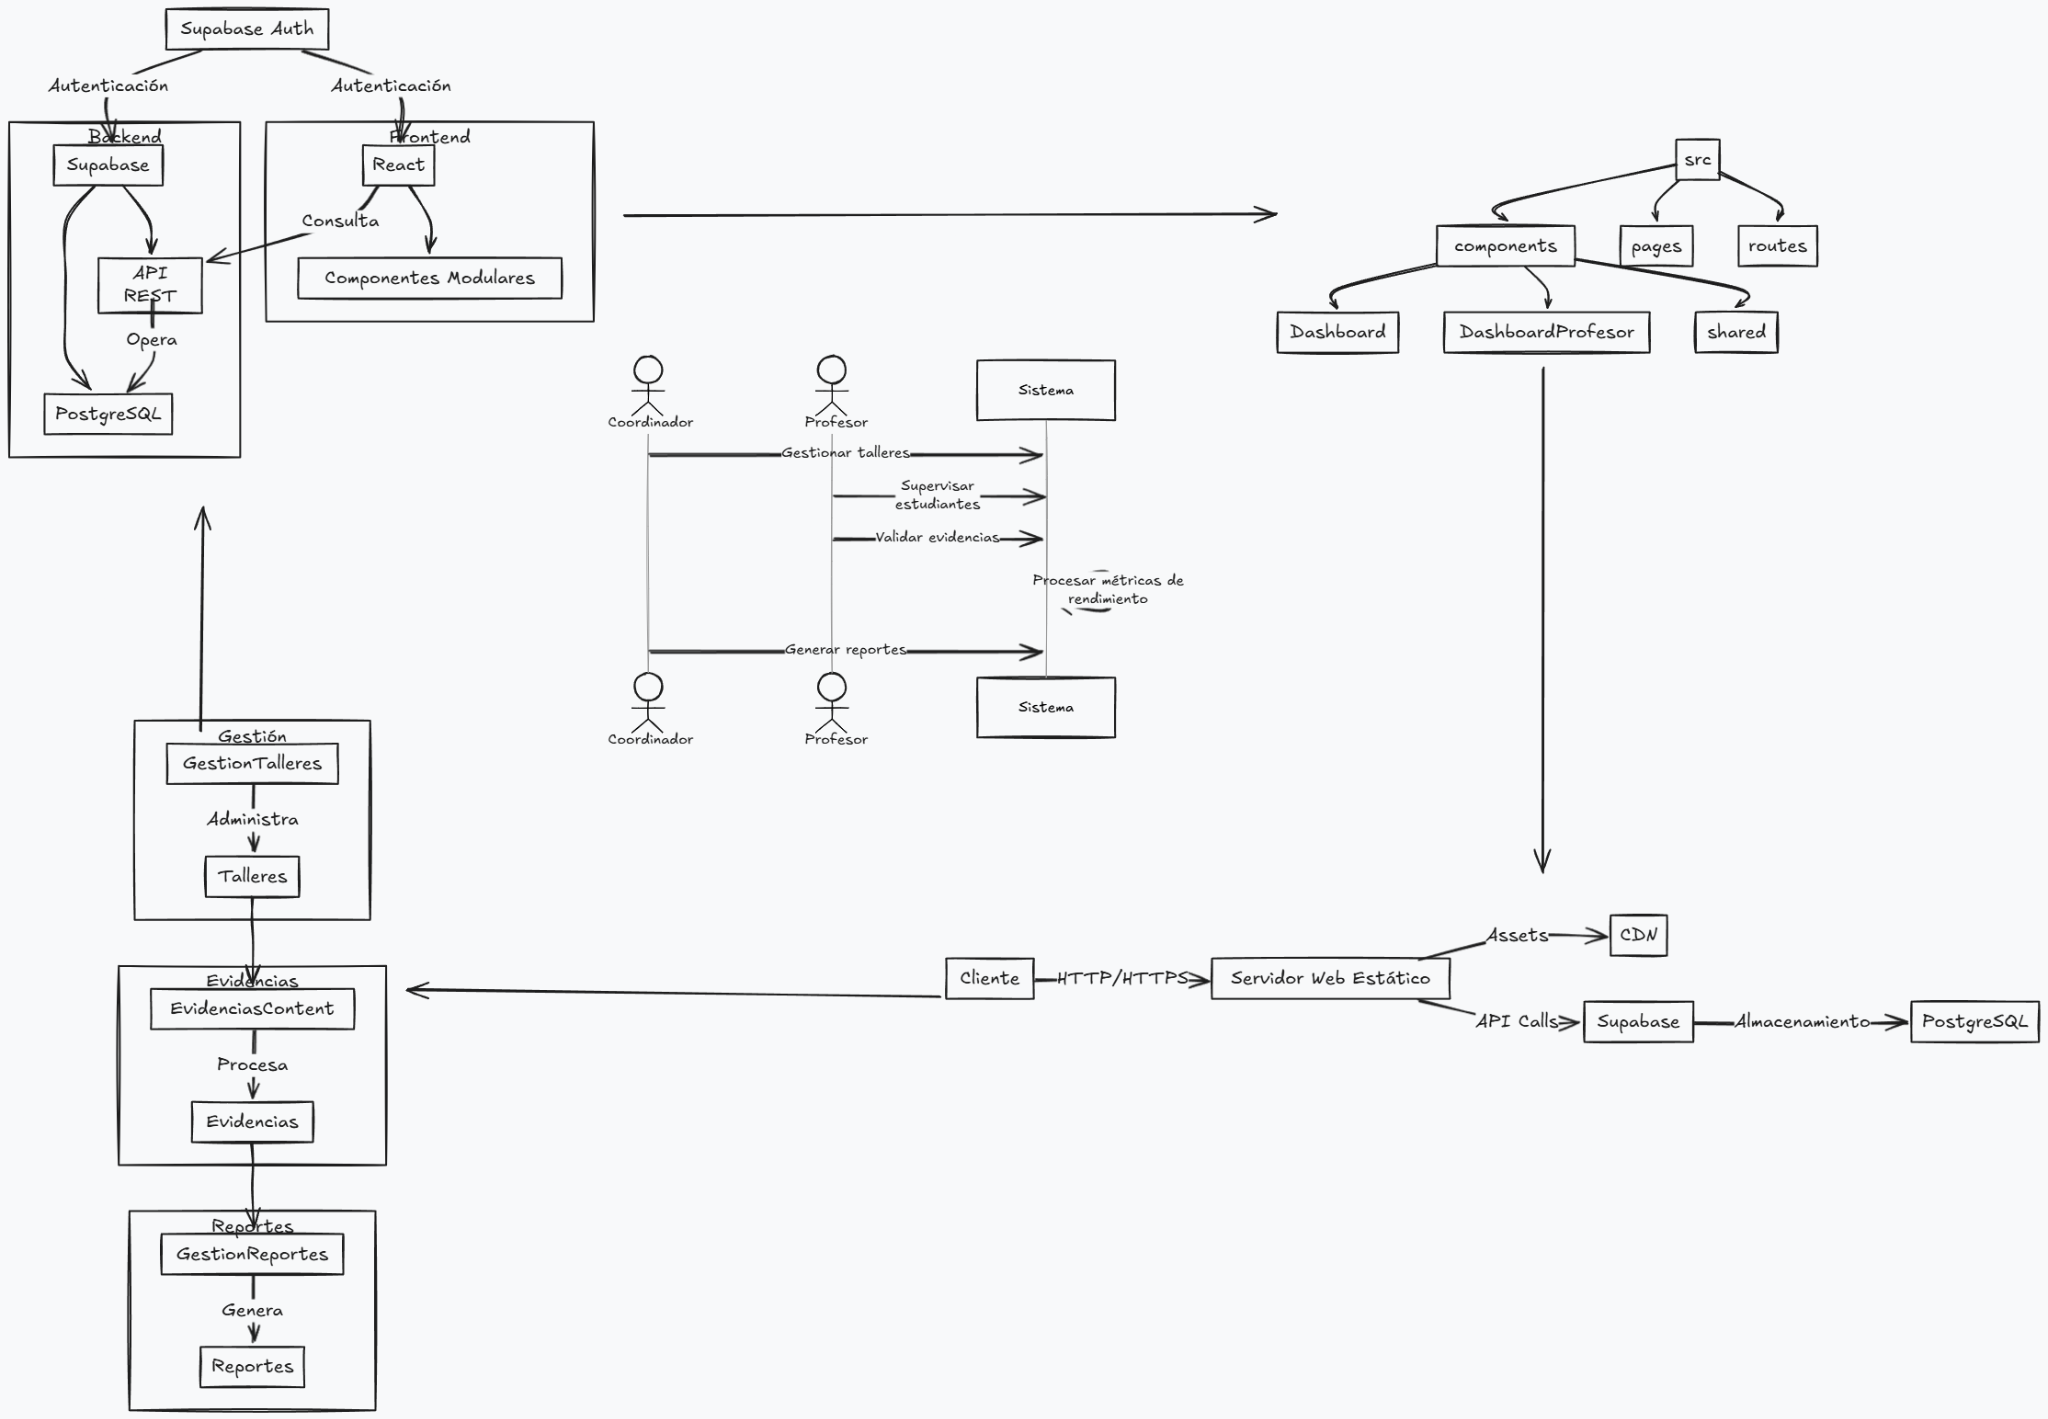 Supabase Auth
Autenticación
Autenticación
Backend
Supabase
API
REST
Opera
PostgreSQL
Frontend
React
Consulta
Componentes Modulares
src
components
pages
routes
Dashboard
DashboardProfesor
shared
Coordinador
Profesor
Sistema
Gestionar talleres
Supervisar
estudiantes
Validar evidencias
Procesar métricas de
rendimiento
Generar reportes
Coordinador
Profesor
Sistema
Gestión
GestionTalleres
Administra
Talleres
Evidencias
EvidenciasContent
Procesa
Evidencias
Reportes
GestionReportes
Genera
Reportes
Cliente
HTTP/HTTPS
Servidor Web Estático
Assets
CDN
API Calls
Supabase
Almacenamiento
PostgreSQL